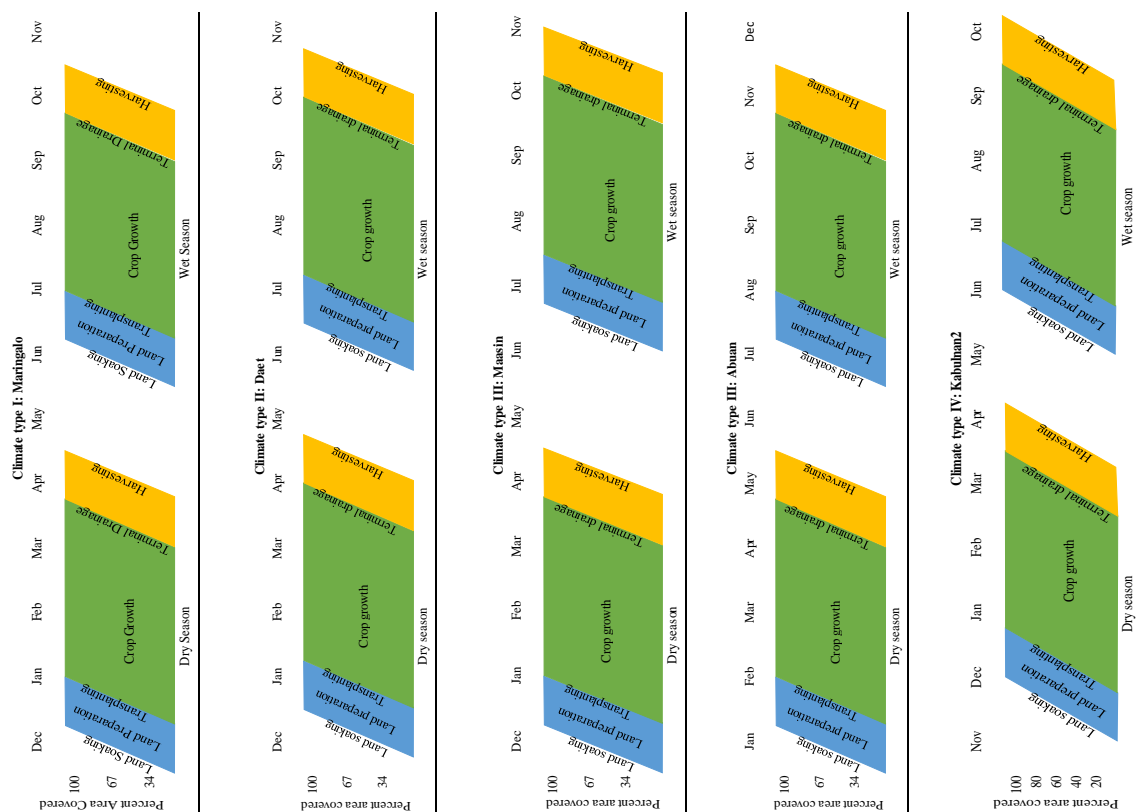 Climate type I: Maringalo
Dec Jan Feb Mar Apr May Jun Jul Aug Sep Oct Nov
Percent Area Covered
100
67
34
Land Soaking
Land Preparation
Transplanting
Crop Growth
Terminal Drainage
Harvesting
Land Soaking
Land Preparation
Transplanting
Crop Growth
Terminal Drainage
Harvesting
Dry Season Wet Season
Climate type II: Daet
Dec Jan Feb Mar Apr May Jun Jul Aug Sep Oct Nov
Percent area covered
100
67
34
Land soaking
Land preparation
Transplanting
Crop growth
Terminal drainage
Harvesting
Land soaking
Land preparation
Transplanting
Crop growth
Terminal drainage
Harvesting
Dry season Wet season
Climate type III: Maasin
Dec Jan Feb Mar Apr May Jun Jul Aug Sep Oct Nov
Percent area covered
100
67
34
Land soaking
Land preparation
Transplanting
Crop growth
Terminal drainage
Harvesting
Land soaking
Land preparation
Transplanting
Crop growth
Terminal drainage
Harvesting
Dry season Wet season
Climate type III: Abuan
Jan Feb Mar Apr May Jun Jul Aug Sep Oct Nov Dec
Percent area covered
100
67
34
Land soaking
Land preparation
Transplanting
Crop growth
Terminal drainage
Harvesting
Land soaking
Land preparation
Transplanting
Crop growth
Terminal drainage
Harvesting
Dry season Wet season
Climate type IV: Kabulnan2
Nov Dec Jan Feb Mar Apr May Jun Jul Aug Sep Oct
Percent area covered
100
80
60
40
20
Land soaking
Land preparation
Transplanting
Crop growth
Terminal drainage
Harvesting
Land soaking
Land preparation
Transplanting
Crop growth
Terminal drainage
Harvesting
Dry season Wet season